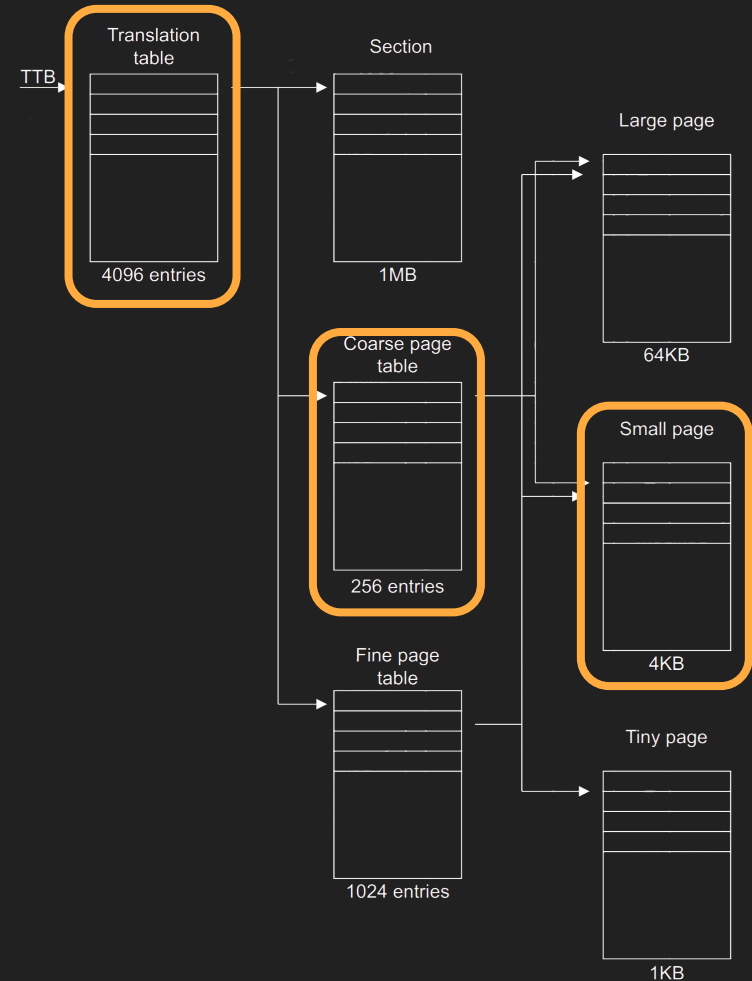 Translation
table
TTB
4096 entries
Section
1MB
Large page
64KB
Coarse page
table
256 entries
Small page
4KB
Fine page
table
1024 entries
Tiny page
1KB